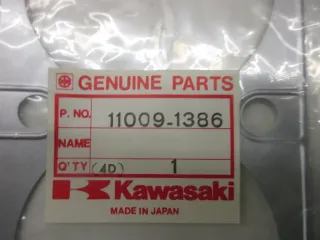 GENUINE PARTS
P. NO. 11009-1386
NAME
Q'TY (4D) 1
Kawasaki
MADE IN JAPAN